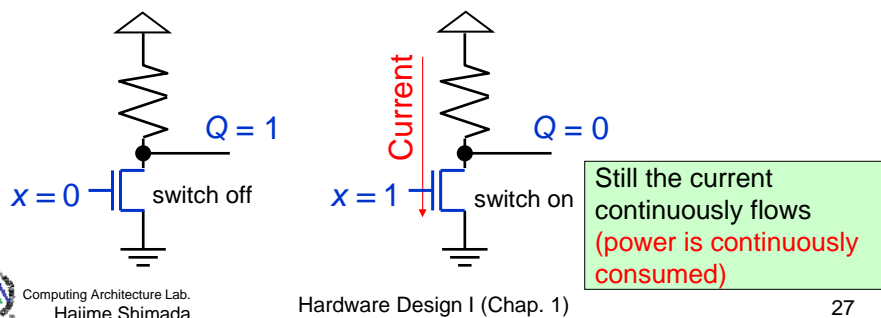 Q = 1
x = 0
switch off
Current
Q = 0
x = 1
switch on
Still the current
continuously flows
(power is continuously
consumed)
Computing Architecture Lab.
Hajime Shimada
Hardware Design I (Chap. 1)
27